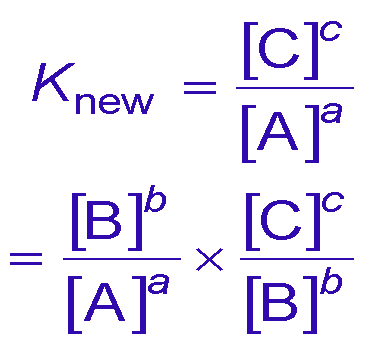 K_new = [C]^c / [A]^a
= [B]^b / [A]^a × [C]^c / [B]^b